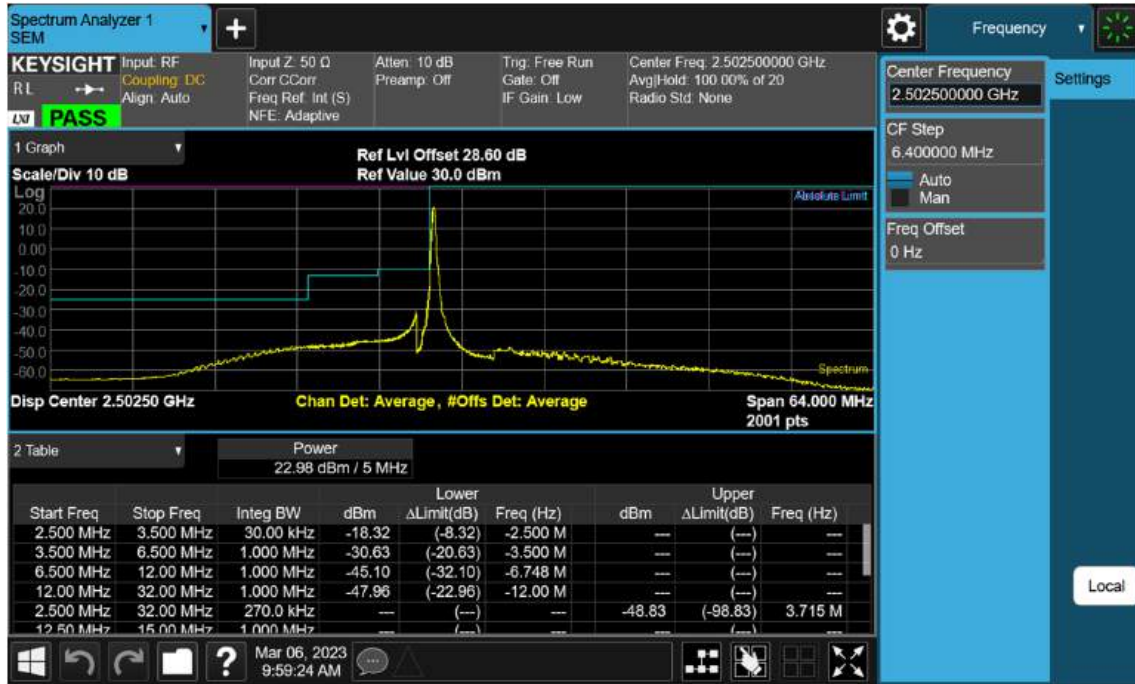 Spectrum Analyzer 1
SEM
+
Frequency
KEYSIGHT
RL
LXI
PASS
Input: RF
Coupling: DC
Align: Auto
Input Z: 50 Ω
Corr CCorr
Freq Ref: Int (S)
NFE: Adaptive
Atten: 10 dB
Preamp: Off
Trig: Free Run
Gate: Off
IF Gain: Low
Center Freq: 2.502500000 GHz
Avg|Hold: 100.00% of 20
Radio Std: None
Center Frequency
2.502500000 GHz
Settings
CF Step
6.400000 MHz
Auto
Man
Freq Offset
0 Hz
Local
1 Graph
Scale/Div 10 dB
Ref Lvl Offset 28.60 dB
Ref Value 30.0 dBm
Log
Absolute Limit
20.0
10.0
0.00
-10.0
-20.0
-30.0
-40.0
-50.0
-60.0
Spectrum
Disp Center 2.50250 GHz
Chan Det: Average, #Offs Det: Average
Span 64.000 MHz
2001 pts
2 Table
Power
22.98 dBm / 5 MHz
Lower Upper
Start Freq Stop Freq Integ BW dBm ΔLimit(dB) Freq (Hz) dBm ΔLimit(dB) Freq (Hz)
2.500 MHz 3.500 MHz 30.00 kHz -18.32 (-8.32) -2.500 M --- (---) ---
3.500 MHz 6.500 MHz 1.000 MHz -30.63 (-20.63) -3.500 M --- (---) ---
6.500 MHz 12.00 MHz 1.000 MHz -45.10 (-32.10) -6.748 M --- (---) ---
12.00 MHz 32.00 MHz 1.000 MHz -47.96 (-22.96) -12.00 M --- (---) ---
2.500 MHz 32.00 MHz 270.0 kHz --- (---) --- -48.83 (-98.83) 3.715 M
12.50 MHz 15.00 MHz 1.000 MHz --- (---) --- --- (---) ---
?
Mar 06, 2023
9:59:24 AM